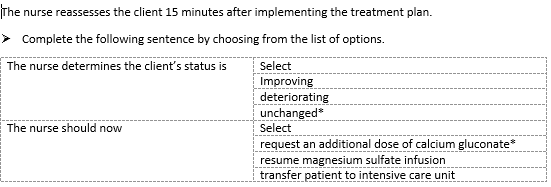 The nurse reassesses the client 15 minutes after implementing the treatment plan.
➤ Complete the following sentence by choosing from the list of options.
The nurse determines the client's status is
Select
Improving
deteriorating
unchanged*
The nurse should now
Select
request an additional dose of calcium gluconate*
resume magnesium sulfate infusion
transfer patient to intensive care unit